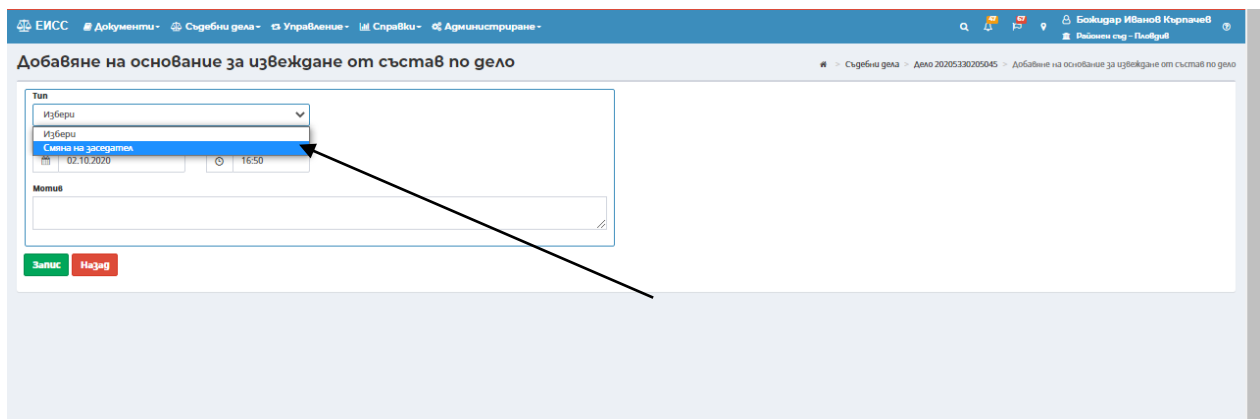 ЕИСС Документи Съдебни дела Управление Справки Администриране 67 67 Божидар Иванов Кърпачев
Районен съд – Пловдив
Добавяне на основание за извеждане от състав по дело
> Съдебни дела > Дело 20205330205045 > Добавяне на основание за извеждане от състав по дело
Тип
Избери
Избери
Смяна на заседател
02.10.2020 16:50
Мотив
Запис Назад